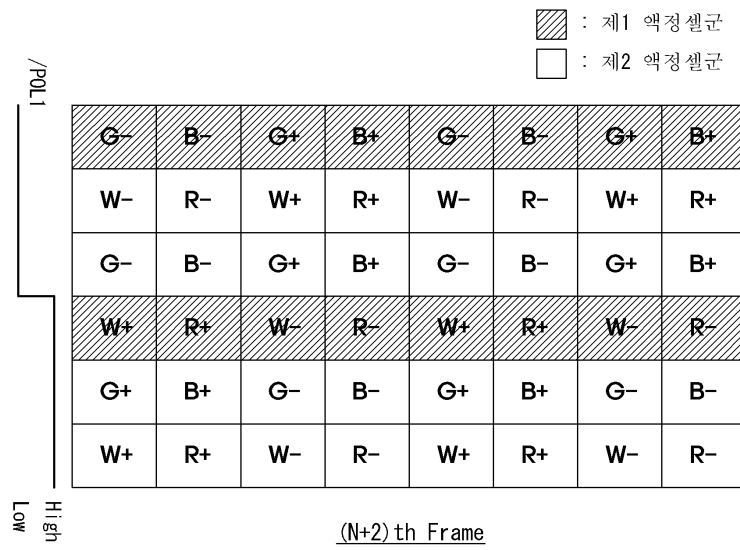 : 제1 액정셀군
: 제2 액정셀군
/POL1
G- B- G+ B+ G- B- G+ B+
W- R- W+ R+ W- R- W+ R+
G- B- G+ B+ G- B- G+ B+
W+ R+ W- R- W+ R+ W- R-
G+ B+ G- B- G+ B+ G- B-
W+ R+ W- R- W+ R+ W- R-
High
Low
(N+2)th Frame